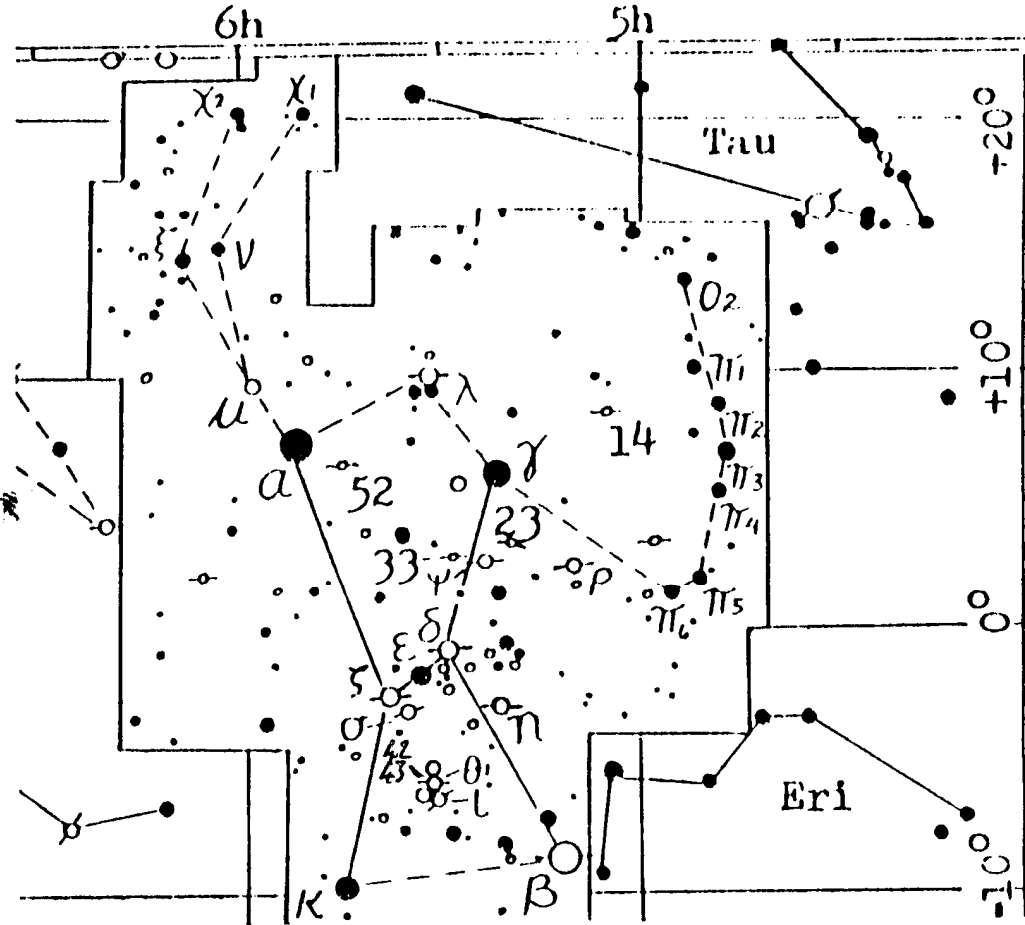 6h 5h
χ2 χ1
+20°
Tau
ξ ν
O2
+10°
π1
μ λ
π2
14
α 52 γ
π3
23 π4
33 ψ ρ
π5
π6
0°
δ
ε
ζ
σ η
42
43 θ1
ι
Eri
κ β
-10°